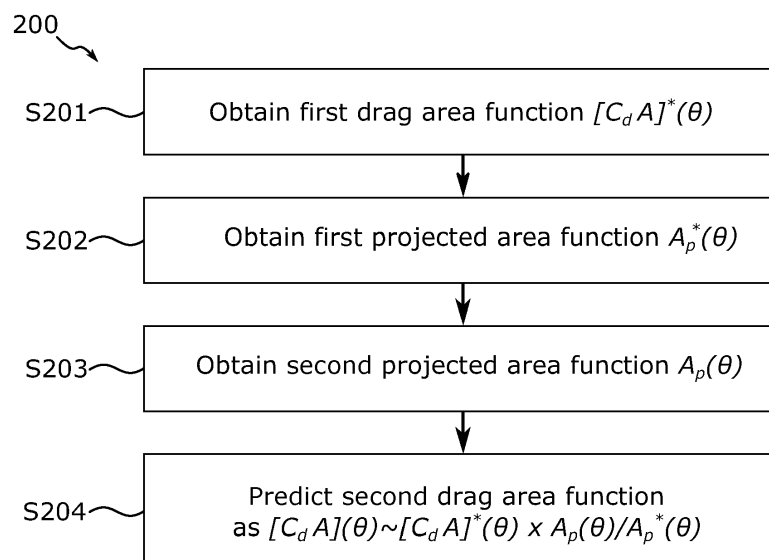 200
S201
Obtain first drag area function [C_d A]^*(θ)
S202
Obtain first projected area function A_p^*(θ)
S203
Obtain second projected area function A_p(θ)
S204
Predict second drag area function
as [C_d A](θ)~[C_d A]^*(θ) x A_p(θ)/A_p^*(θ)